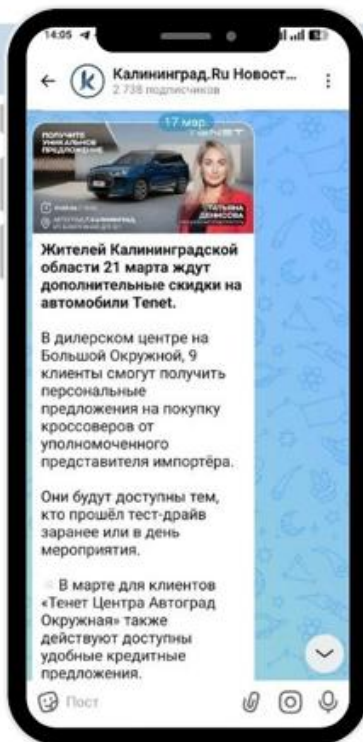 14:05
Калининград.Ru Новост...
2 738 подписчиков
17 мар.
ПОЛУЧИТЕ
УНИКАЛЬНОЕ
ПРЕДЛОЖЕНИЕ
TENET
ТАТЬЯНА
ДЕНИСОВА
Жителей Калининградской
области 21 марта ждут
дополнительные скидки на
автомобили Tenet.
В дилерском центре на
Большой Окружной, 9
клиенты смогут получить
персональные
предложения на покупку
кроссоверов от
уполномоченного
представителя импортёра.
Они будут доступны тем,
кто прошёл тест-драйв
заранее или в день
мероприятия.
В марте для клиентов
«Тенет Центра Автоград
Окружная» также
действуют доступны
удобные кредитные
предложения.
Пост